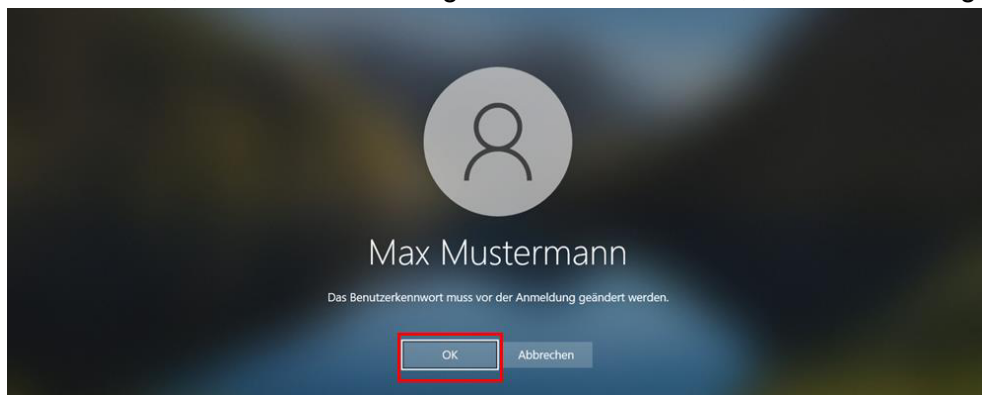 Max Mustermann
Das Benutzerkennwort muss vor der Anmeldung geändert werden.
OK
Abbrechen